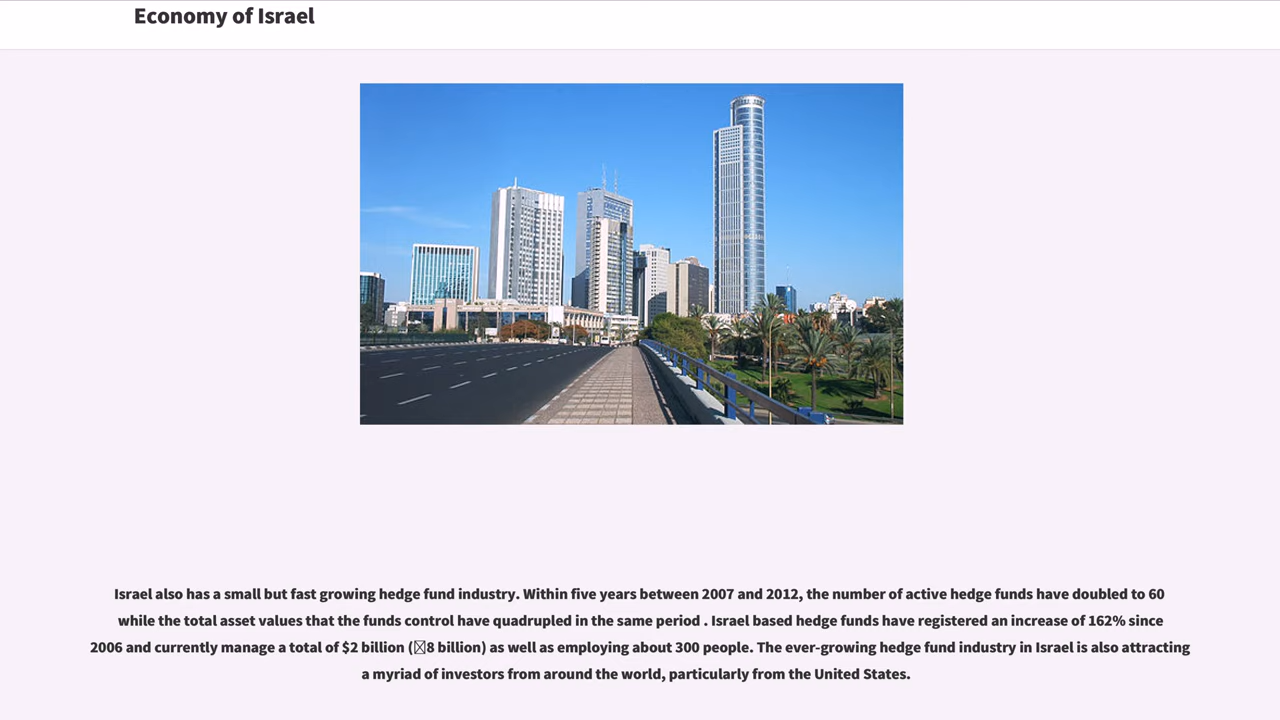 Economy of Israel
Israel also has a small but fast growing hedge fund industry. Within five years between 2007 and 2012, the number of active hedge funds have doubled to 60
while the total asset values that the funds control have quadrupled in the same period . Israel based hedge funds have registered an increase of 162% since
2006 and currently manage a total of $2 billion (8 billion) as well as employing about 300 people. The ever-growing hedge fund industry in Israel is also attracting
a myriad of investors from around the world, particularly from the United States.